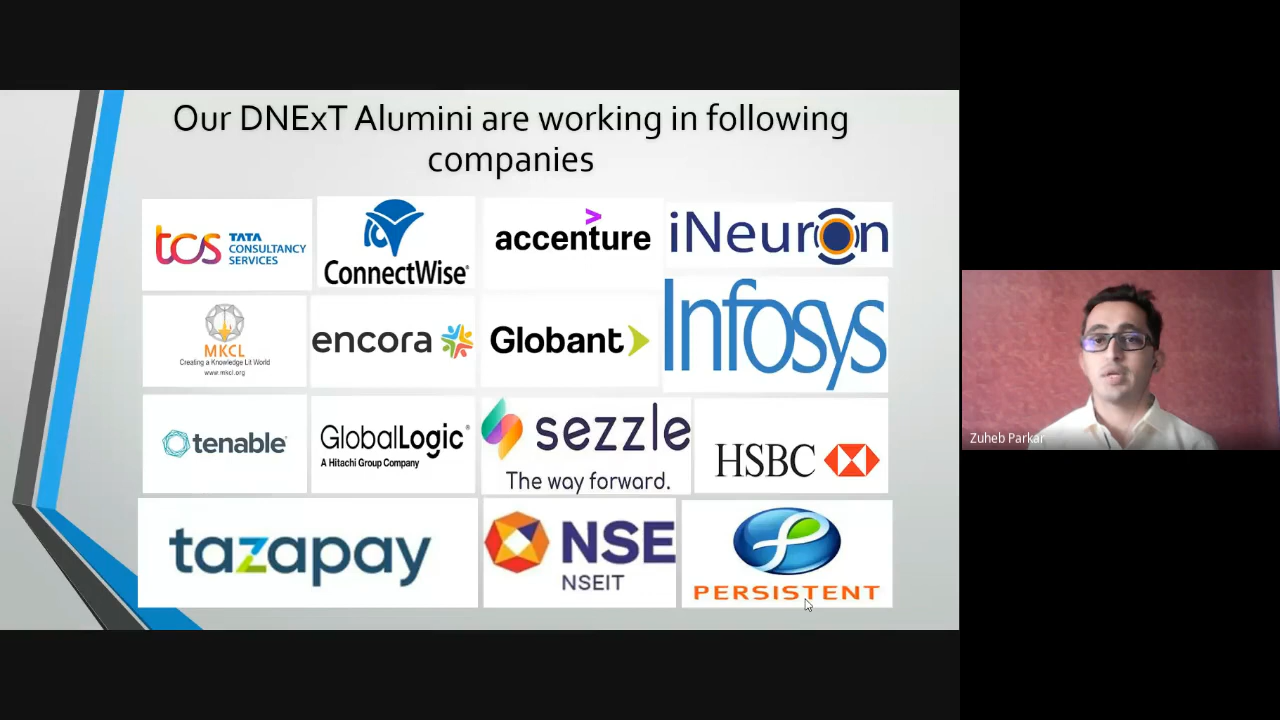 Our DNExT Alumini are working in following
companies
tcs TATA
CONSULTANCY
SERVICES
ConnectWise®
accenture
iNeuron
MKCL
Creating a Knowledge Lit World
www.mkcl.org
encora
Globant
Infosys
tenable®
GlobalLogic®
A Hitachi Group Company
sezzle
The way forward.
HSBC
tazapay
NSE
NSEIT
PERSISTENT
Zuheb Parkar